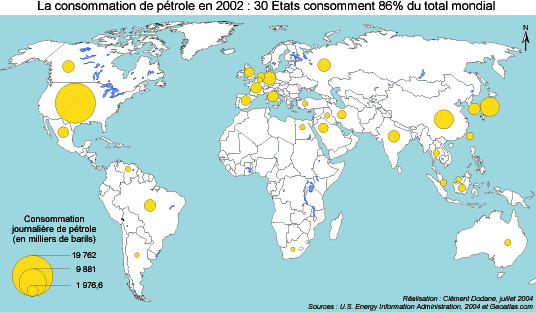 La consommation de pétrole en 2002 : 30 Etats consomment 86% du total mondial
N
Consommation
journalière de pétrole
(en milliers de barils)
19 762
9 881
1 976,6
Réalisation : Clément Dodane, juillet 2004
Sources : U.S. Energy Information Administration, 2004 et Geoatlas.com